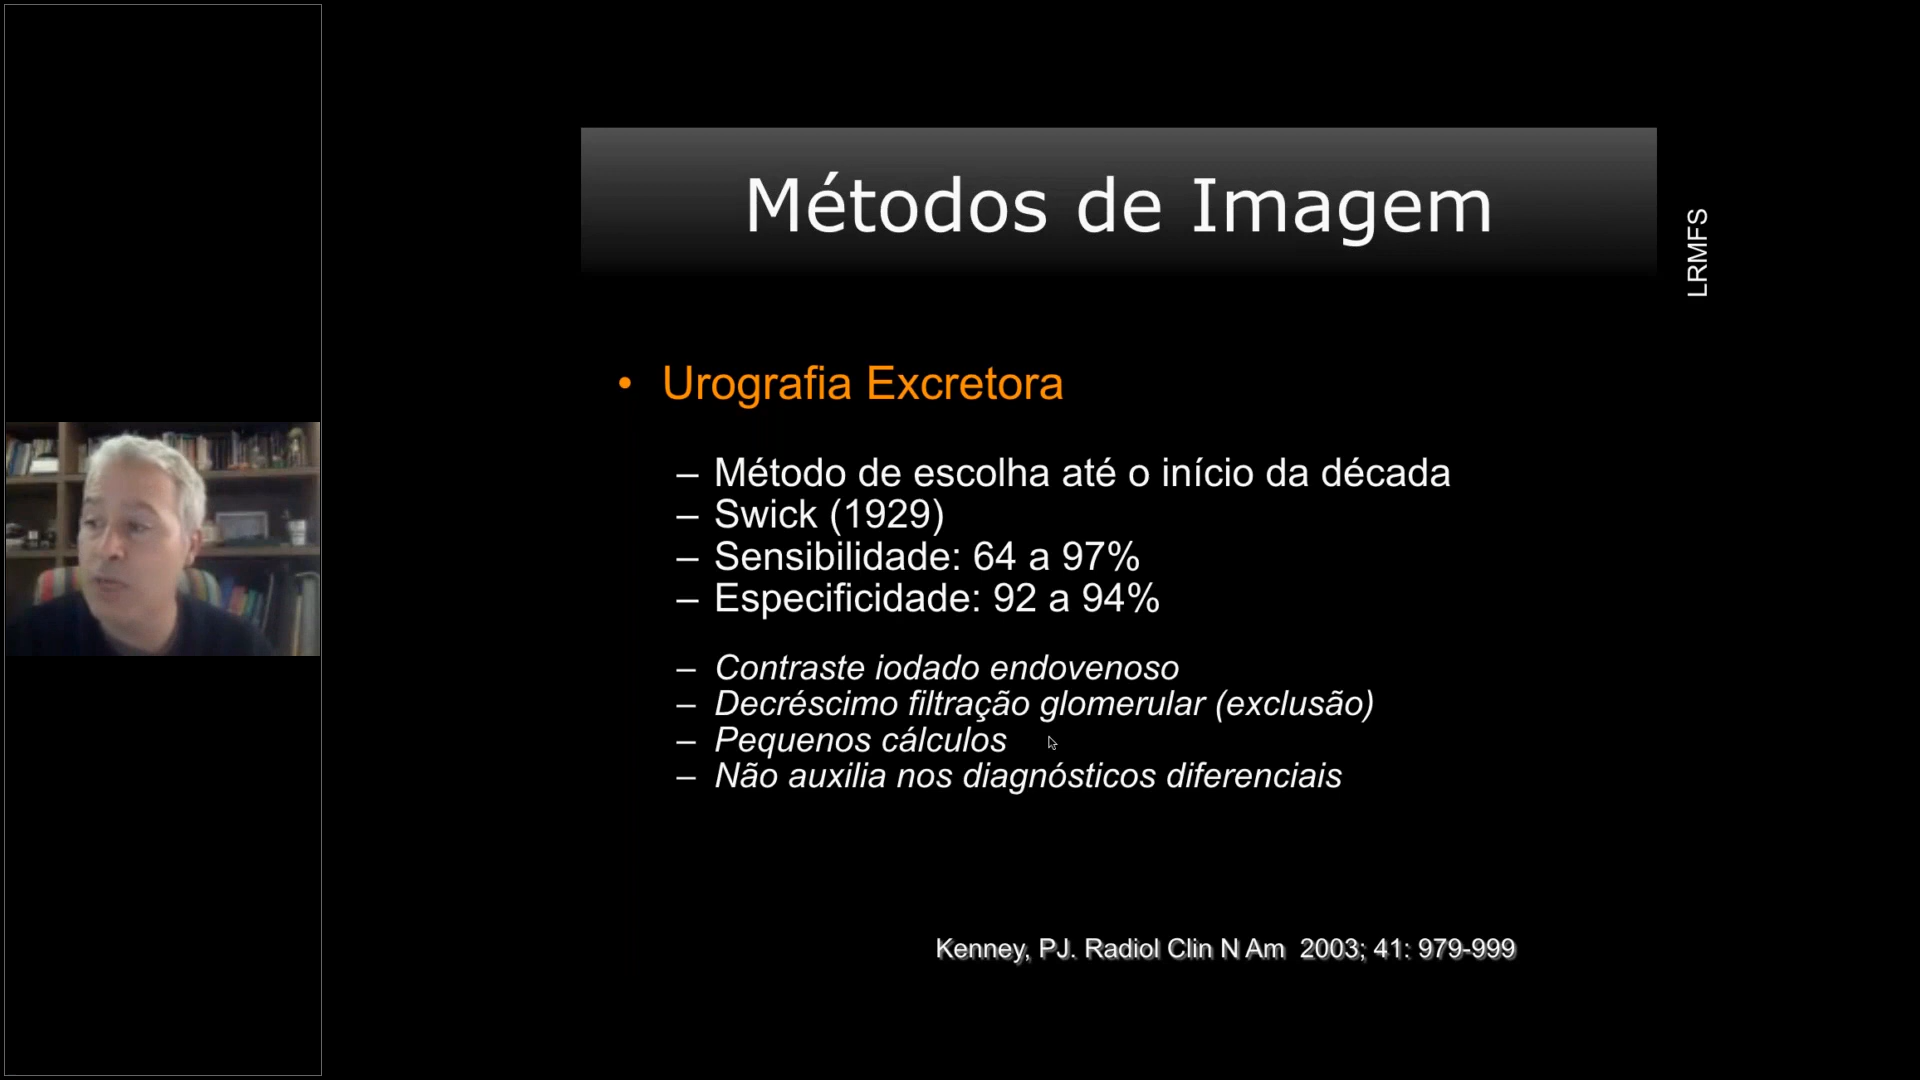 Métodos de Imagem
LRMFS
• Urografia Excretora
– Método de escolha até o início da década
– Swick (1929)
– Sensibilidade: 64 a 97%
– Especificidade: 92 a 94%
– Contraste iodado endovenoso
– Decréscimo filtração glomerular (exclusão)
– Pequenos cálculos
– Não auxilia nos diagnósticos diferenciais
Kenney, PJ. Radiol Clin N Am 2003; 41: 979-999